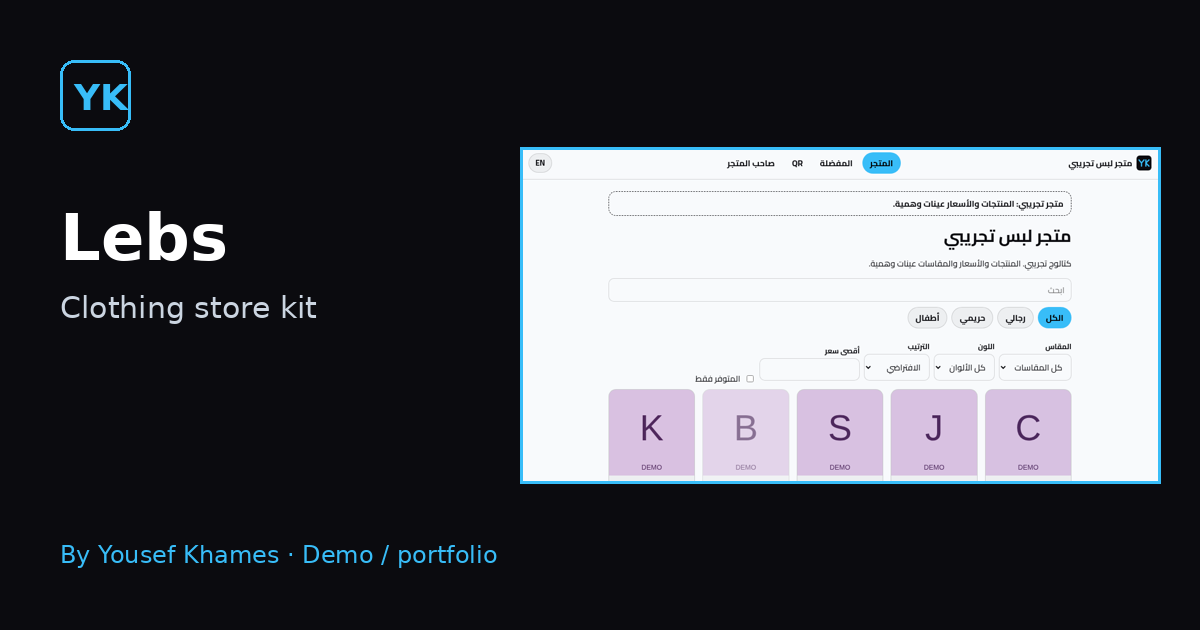 YK
Lebs
Clothing store kit
By Yousef Khames · Demo / portfolio
YK متجر لبس تجريبي
المتجر المفضلة QR صاحب المتجر
EN
متجر تجريبي: المنتجات والأسعار عينات وهمية.
متجر لبس تجريبي
كتالوج تجريبي. المنتجات والأسعار والمقاسات عينات وهمية.
ابحث
الكل رجالي حريمي أطفال
المقاس اللون الترتيب أقصى سعر
كل المقاسات كل الألوان الافتراضي
المتوفر فقط
C J S B K
DEMO DEMO DEMO DEMO DEMO